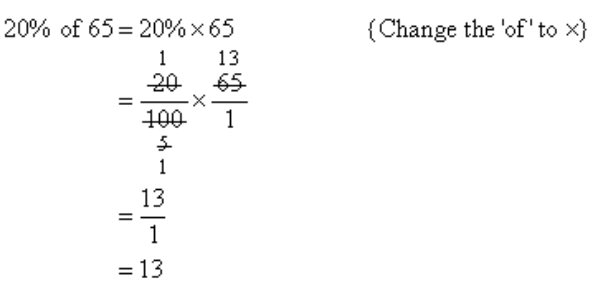 20% of 65 = 20% × 65 {Change the 'of' to ×}
1 13
= 20/100 × 65/1
5
1
= 13/1
= 13